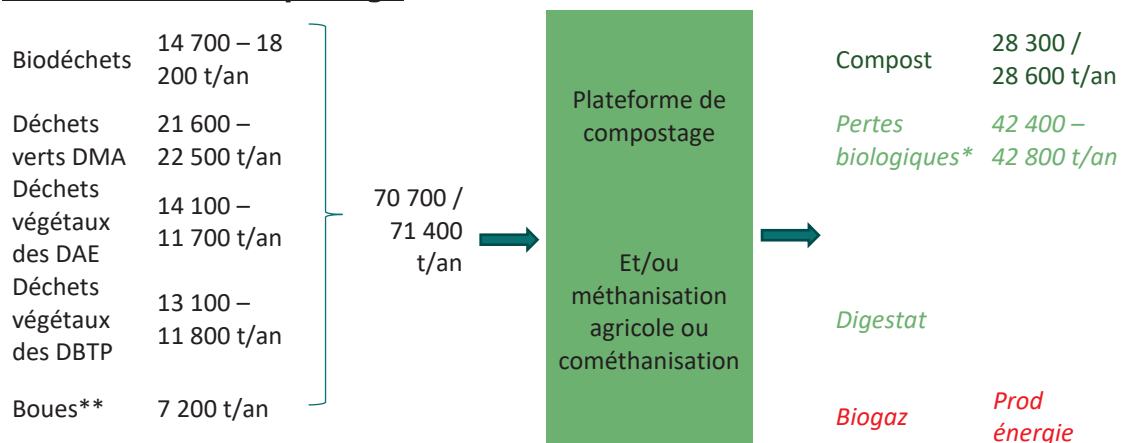 Biodéchets
14 700 – 18
200 t/an
Déchets
verts DMA
21 600 –
22 500 t/an
Déchets
végétaux
des DAE
14 100 –
11 700 t/an
Déchets
végétaux
des DBTP
13 100 –
11 800 t/an
Boues**
7 200 t/an
70 700 /
71 400
t/an
Plateforme de
compostage
Et/ou
méthanisation
agricole ou
cométhanisation
Compost
28 300 /
28 600 t/an
Pertes
biologiques*
42 400 –
42 800 t/an
Digestat
Biogaz
Prod
énergie